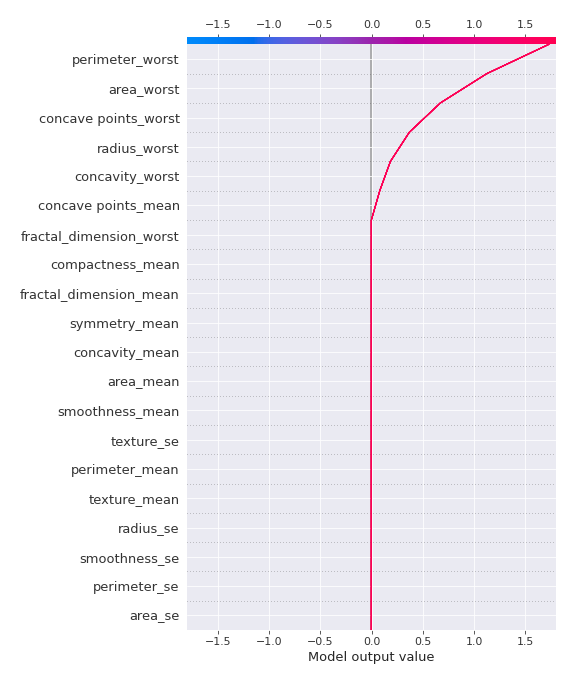 −1.5 −1.0 −0.5 0.0 0.5 1.0 1.5
perimeter_worst
area_worst
concave points_worst
radius_worst
concavity_worst
concave points_mean
fractal_dimension_worst
compactness_mean
fractal_dimension_mean
symmetry_mean
concavity_mean
area_mean
smoothness_mean
texture_se
perimeter_mean
texture_mean
radius_se
smoothness_se
perimeter_se
area_se
−1.5 −1.0 −0.5 0.0 0.5 1.0 1.5
Model output value